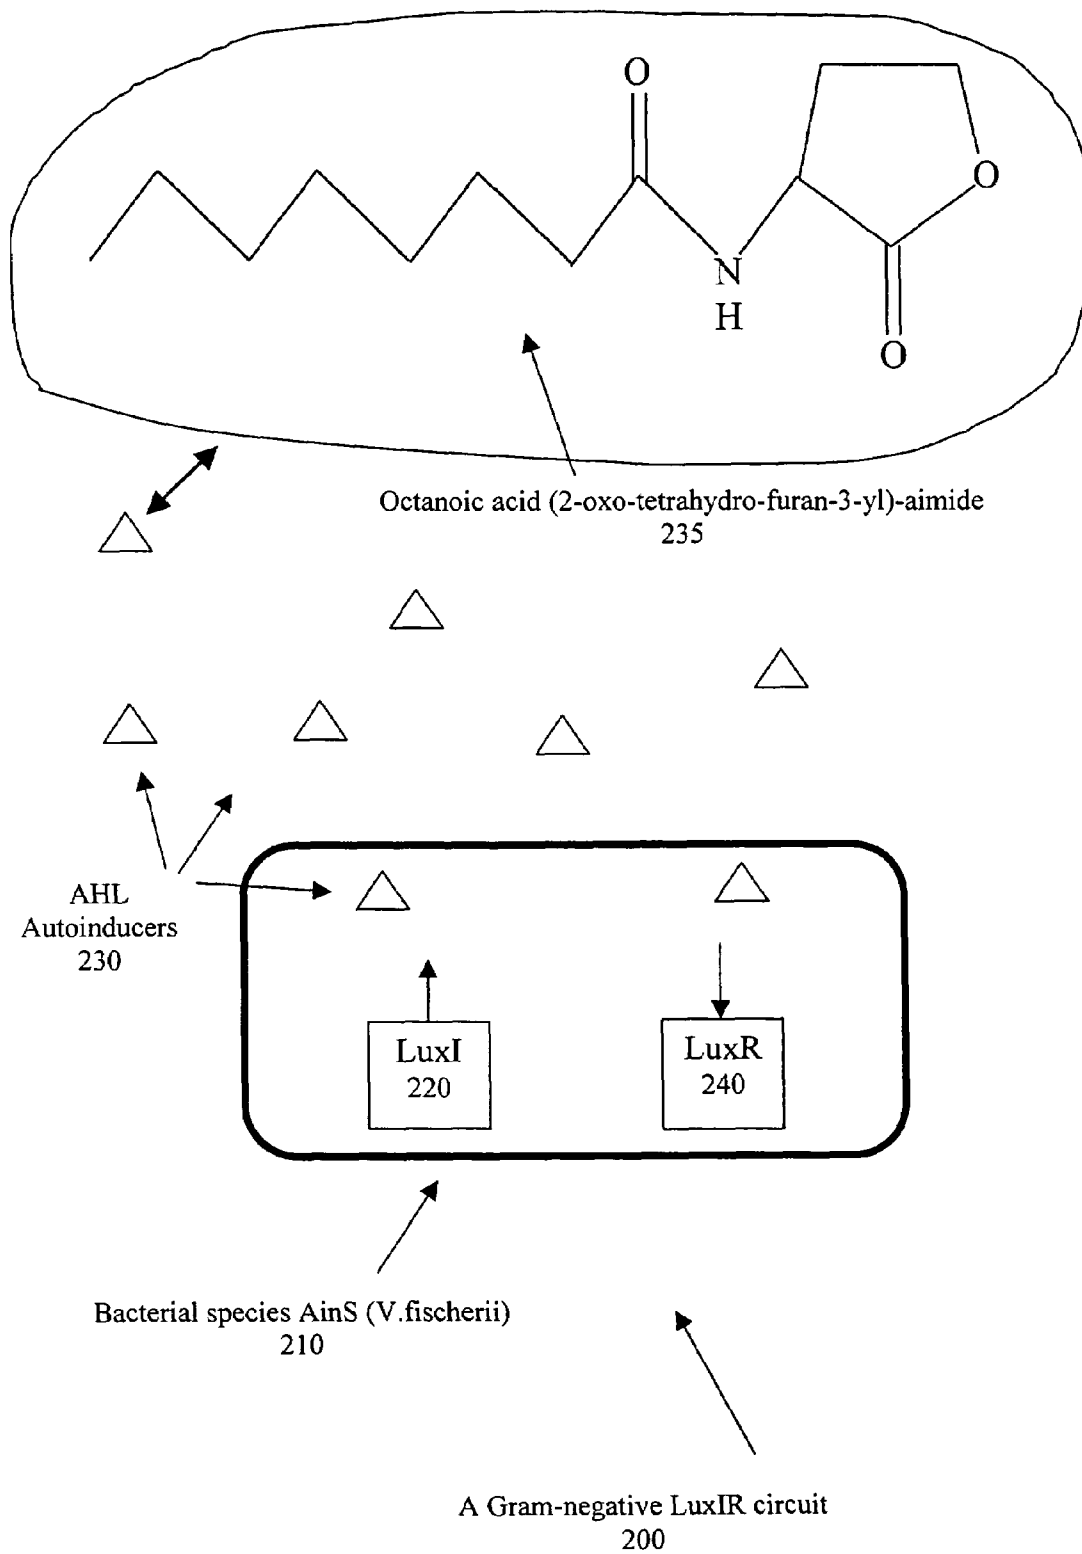 O
O
N
H
O
Octanoic acid (2-oxo-tetrahydro-furan-3-yl)-aimide
235
AHL
Autoinducers
230
LuxI
220
LuxR
240
Bacterial species AinS (V.fischerii)
210
A Gram-negative LuxIR circuit
200